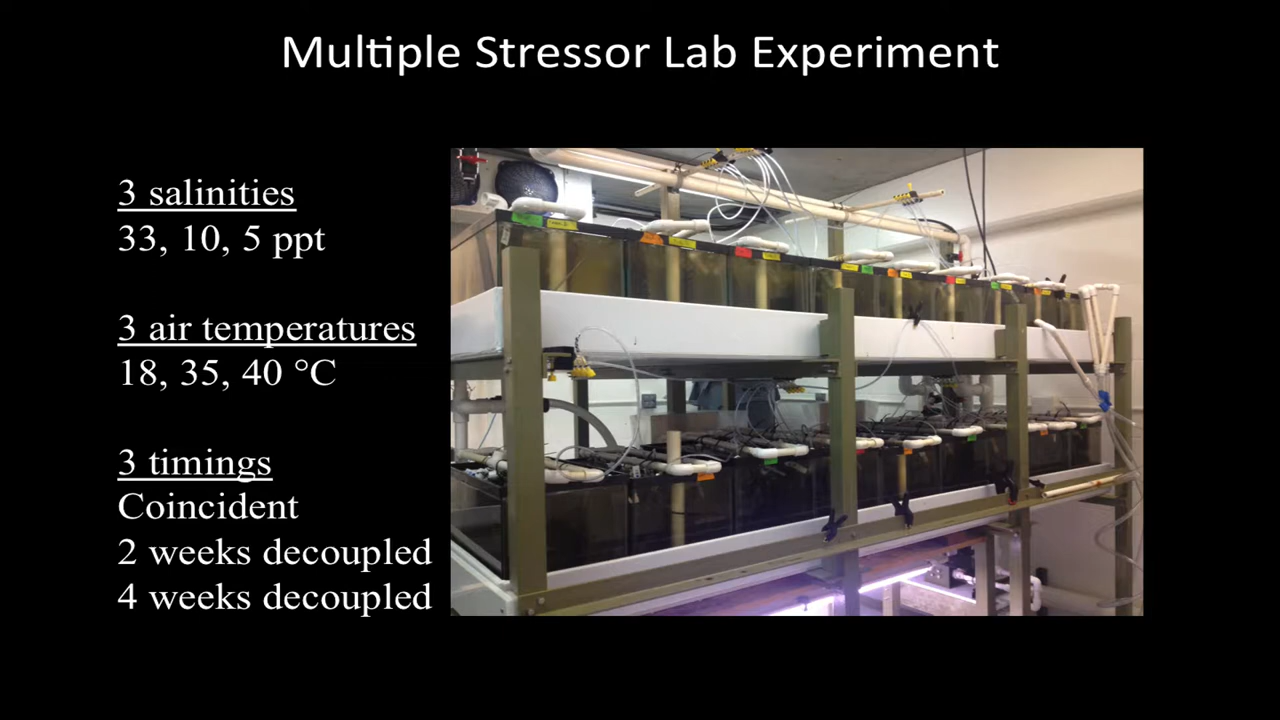 Multiple Stressor Lab Experiment
3 salinities
33, 10, 5 ppt
3 air temperatures
18, 35, 40 °C
3 timings
Coincident
2 weeks decoupled
4 weeks decoupled